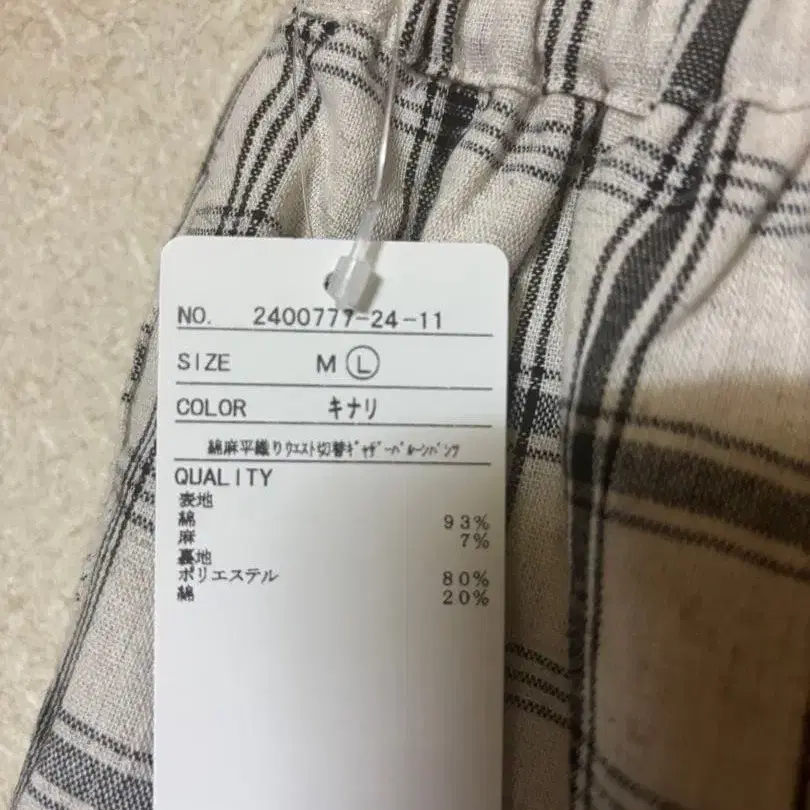 NO. 2400777-24-11
SIZE M Ⓛ
COLOR キナリ
綿麻平織りウエスト切替ギャザーバルーンパンツ
QUALITY
表地
綿 93%
麻 7%
裏地
ポリエステル 80%
綿 20%